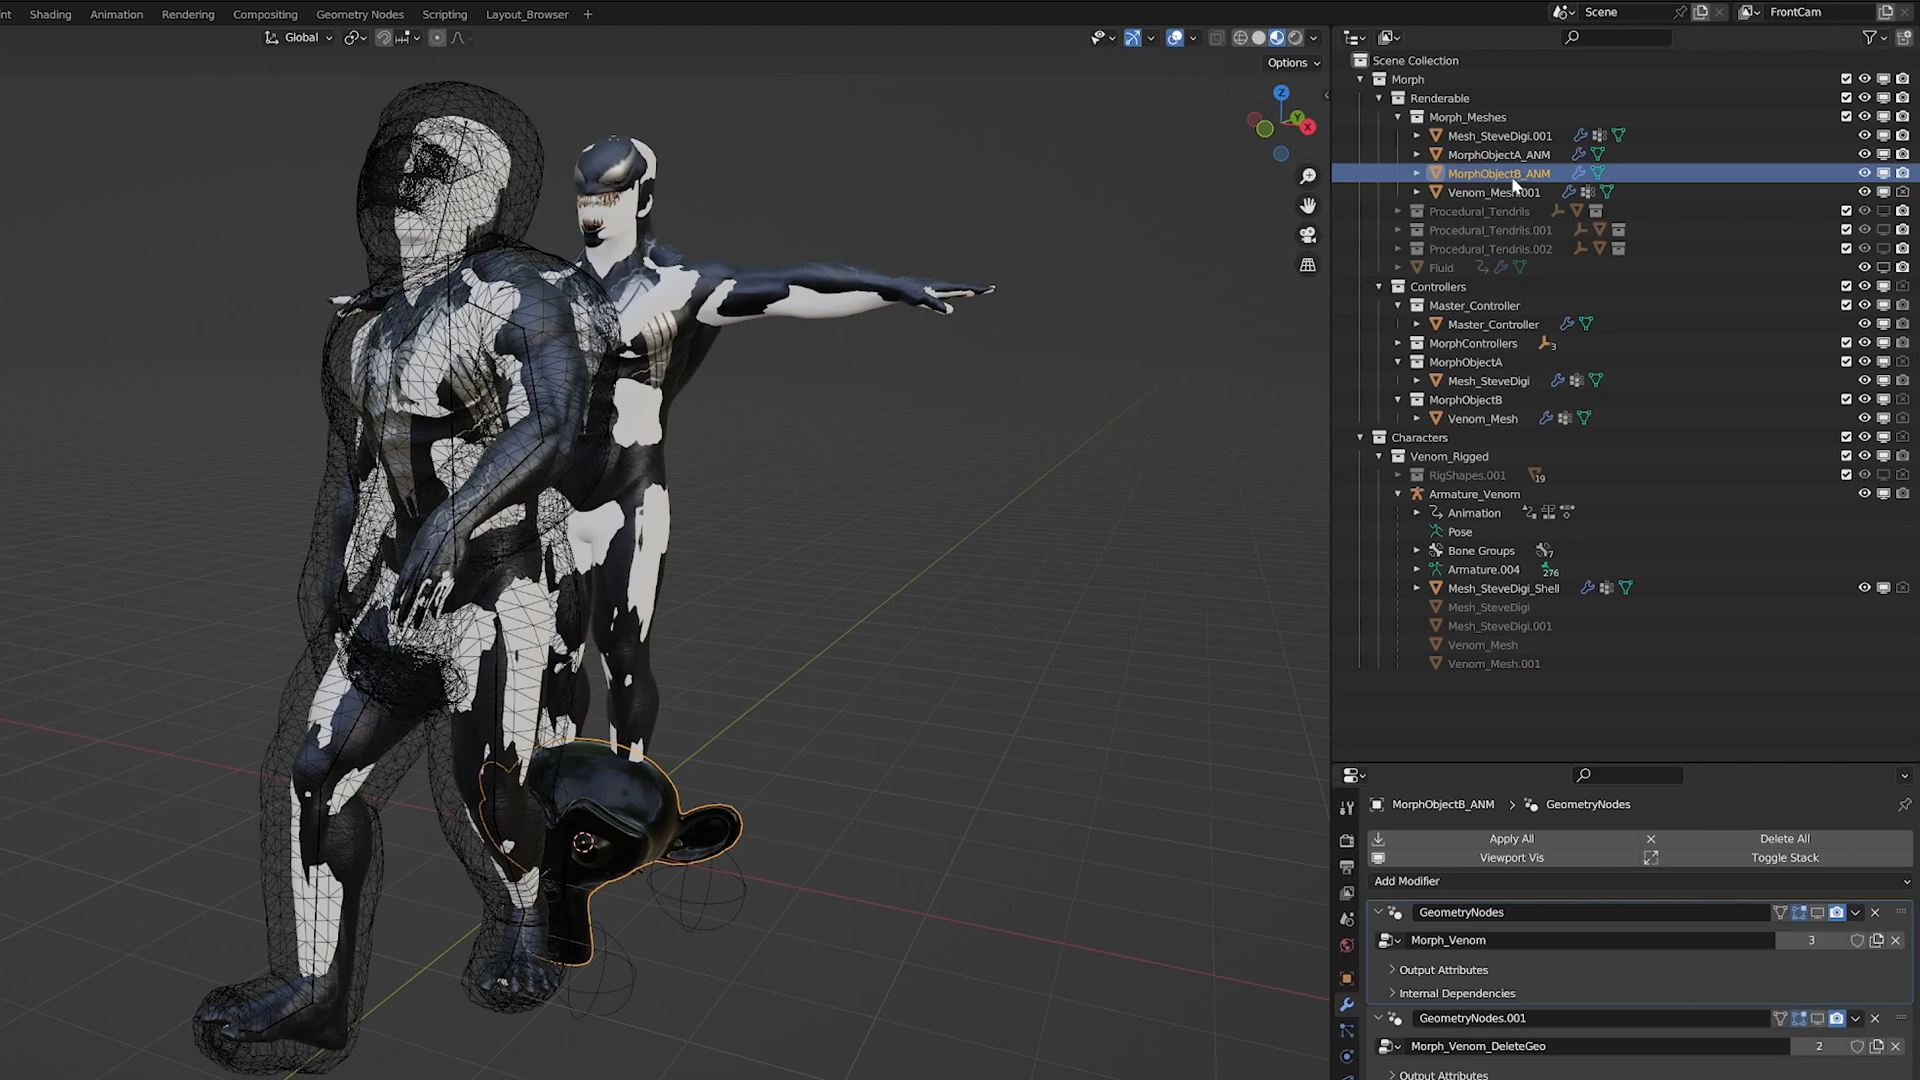 nt Shading Animation Rendering Compositing Geometry Nodes Scripting Layout_Browser +
Scene
FrontCam
Global
Options
Z
Y
X
Scene Collection
Morph
Renderable
Morph_Meshes
Mesh_SteveDigi.001
MorphObjectA_ANM
MorphObjectB_ANM
Venom_Mesh.001
Procedural_Tendrils
Procedural_Tendrils.001
Procedural_Tendrils.002
Fluid
Controllers
Master_Controller
Master_Controller
MorphControllers 3
MorphObjectA
Mesh_SteveDigi
MorphObjectB
Venom_Mesh
Characters
Venom_Rigged
RigShapes.001 19
Armature_Venom
Animation
Pose
Bone Groups 7
Armature.004 276
Mesh_SteveDigi_Shell
Mesh_SteveDigi
Mesh_SteveDigi.001
Venom_Mesh
Venom_Mesh.001
MorphObjectB_ANM > GeometryNodes
Apply All Delete All
Viewport Vis Toggle Stack
Add Modifier
GeometryNodes
Morph_Venom 3
Output Attributes
Internal Dependencies
GeometryNodes.001
Morph_Venom_DeleteGeo 2
Output Attributes